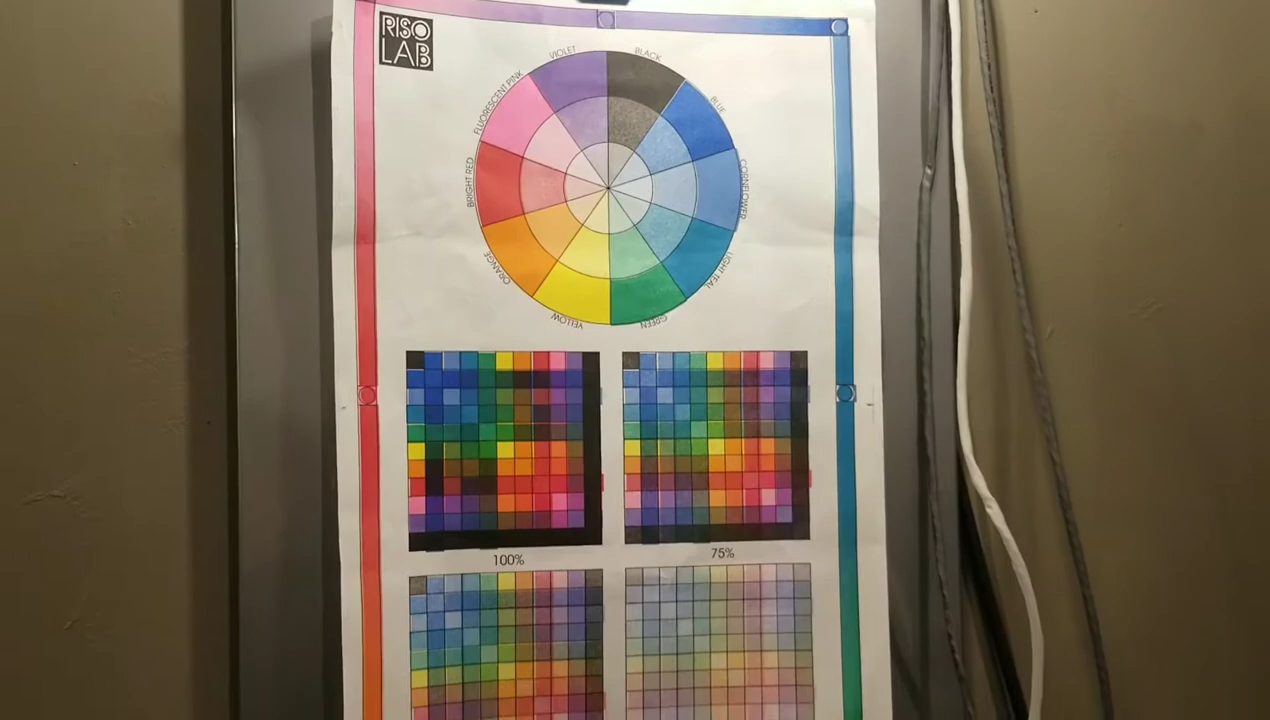 RISO
LAB
VIOLET
BLACK
FLUORESCENT PINK
BLUE
BRIGHT RED
CORNFLOWER
ORANGE
LIGHT TEAL
YELLOW
GREEN
100%
75%